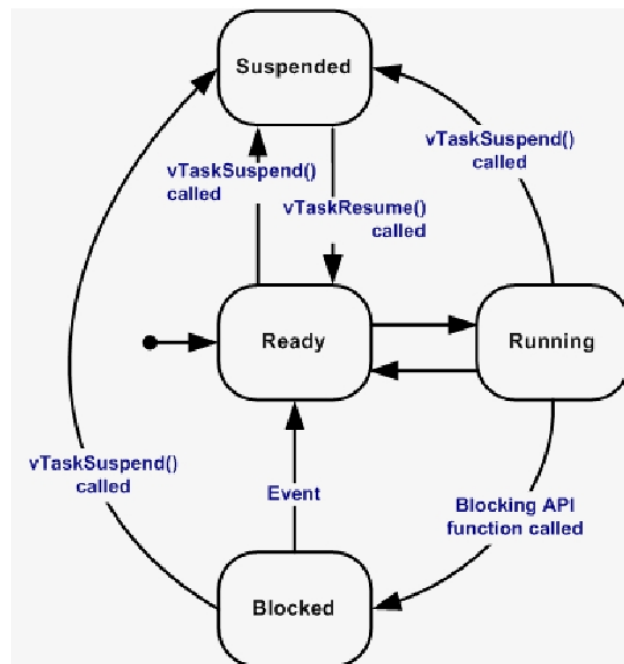 Suspended
vTaskSuspend()
called
vTaskSuspend()
called
vTaskResume()
called
Ready
Running
vTaskSuspend()
called
Event
Blocking API
function called
Blocked